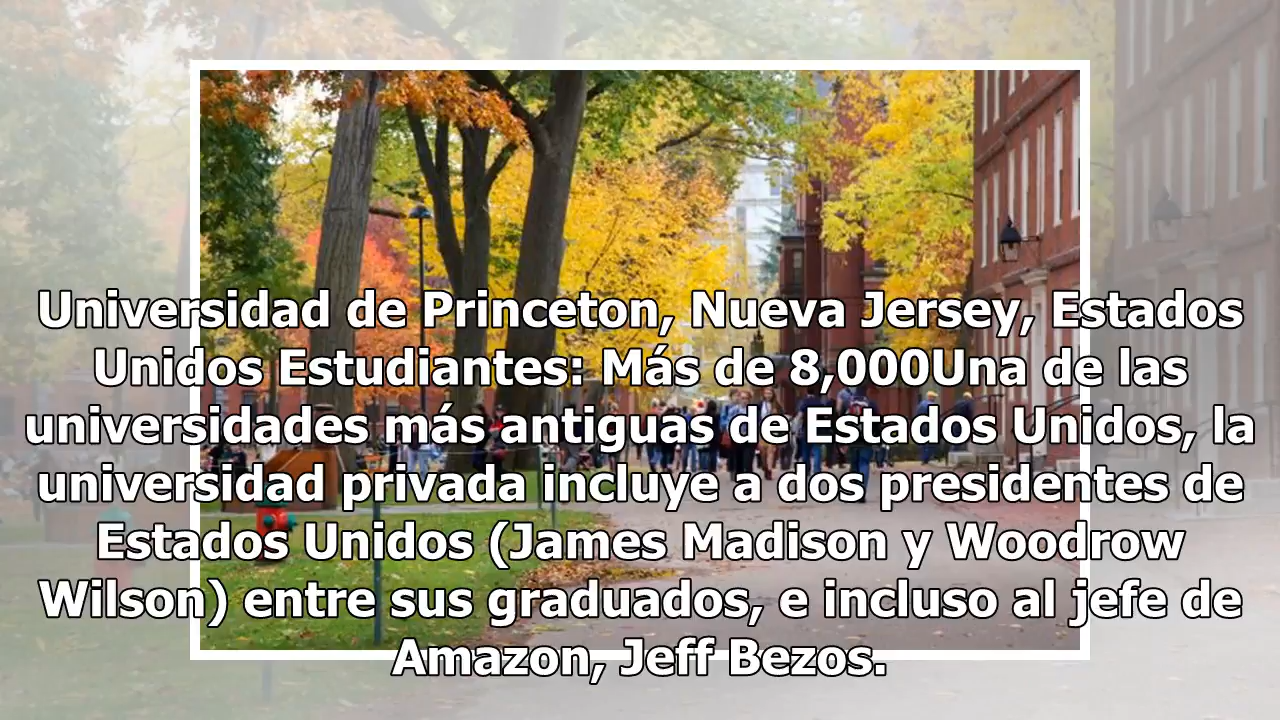 Universidad de Princeton, Nueva Jersey, Estados
Unidos Estudiantes: Más de 8,000Una de las
universidades más antiguas de Estados Unidos, la
universidad privada incluye a dos presidentes de
Estados Unidos (James Madison y Woodrow
Wilson) entre sus graduados, e incluso al jefe de
Amazon, Jeff Bezos.